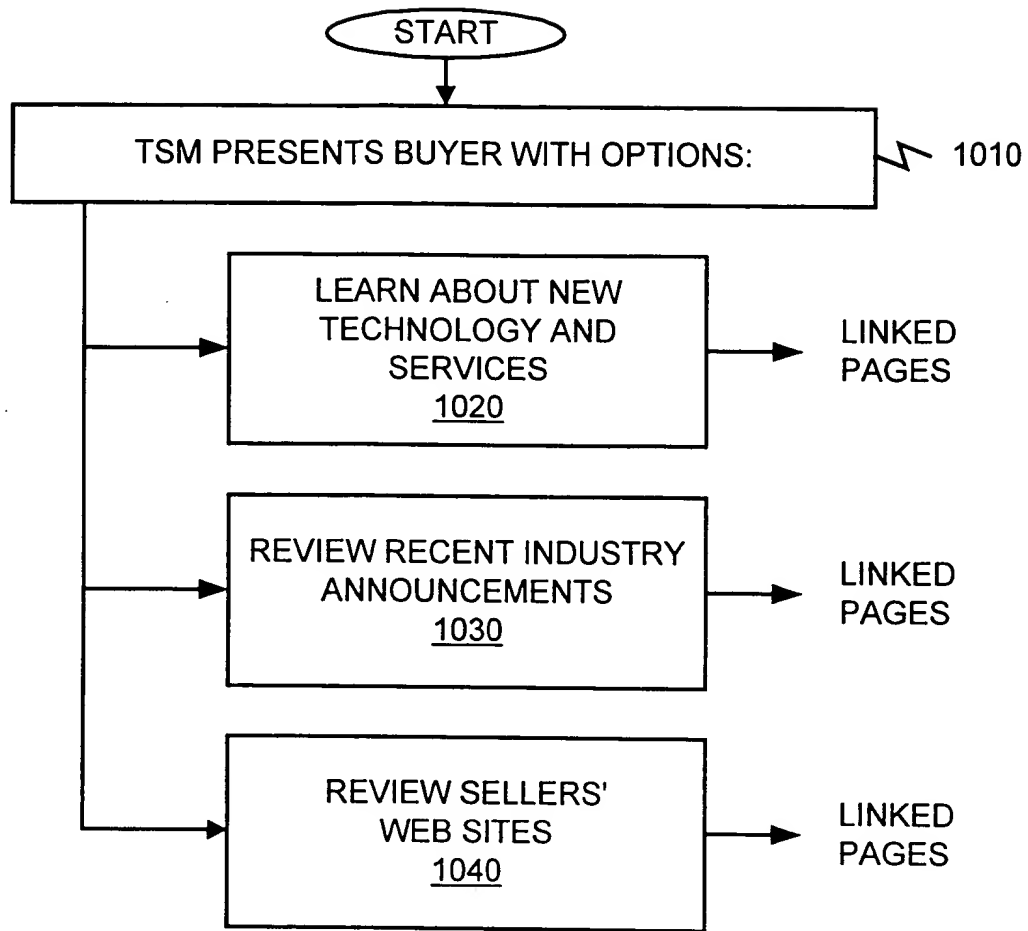 START
TSM PRESENTS BUYER WITH OPTIONS:
1010
LEARN ABOUT NEW
TECHNOLOGY AND
SERVICES
1020
LINKED
PAGES
REVIEW RECENT INDUSTRY
ANNOUNCEMENTS
1030
LINKED
PAGES
REVIEW SELLERS'
WEB SITES
1040
LINKED
PAGES